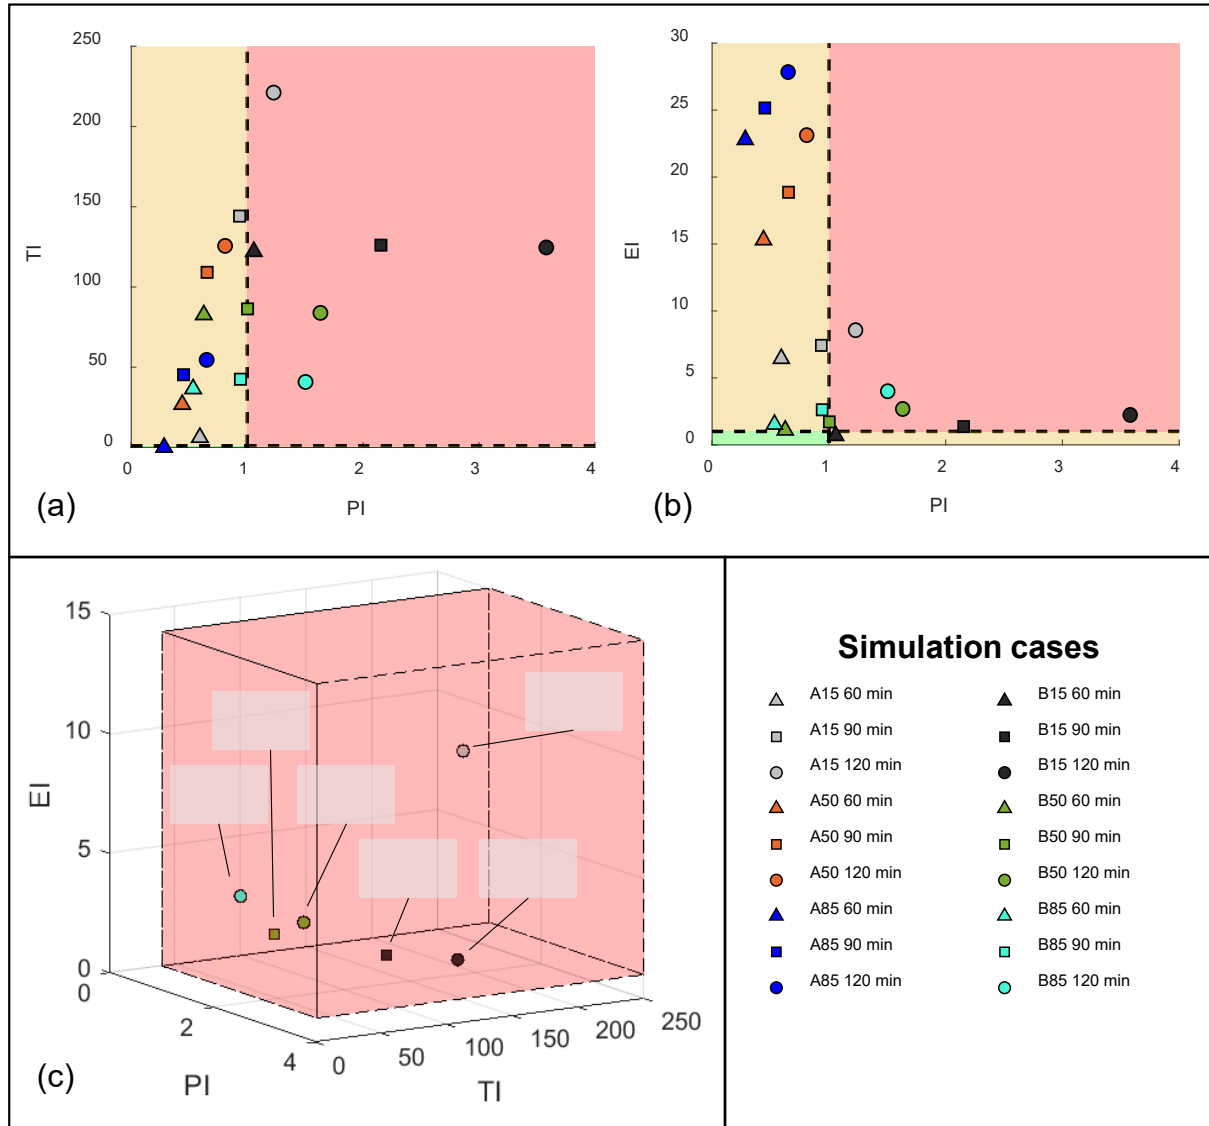 250
200
150
100
50
0
TI
0 1 2 3 4
PI
(a)
30
25
20
15
10
5
0
EI
0 1 2 3 4
PI
(b)
15
10
5
0
EI
0
2
4
PI
0 50 100 150 200 250
TI
(c)
Simulation cases
A15 60 min
A15 90 min
A15 120 min
A50 60 min
A50 90 min
A50 120 min
A85 60 min
A85 90 min
A85 120 min
B15 60 min
B15 90 min
B15 120 min
B50 60 min
B50 90 min
B50 120 min
B85 60 min
B85 90 min
B85 120 min